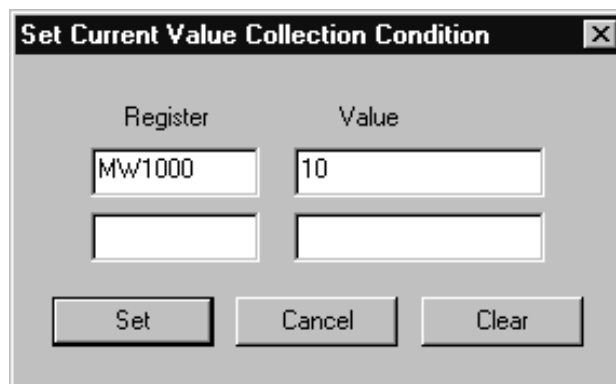 Set Current Value Collection Condition
Register Value
MW1000 10
Set Cancel Clear